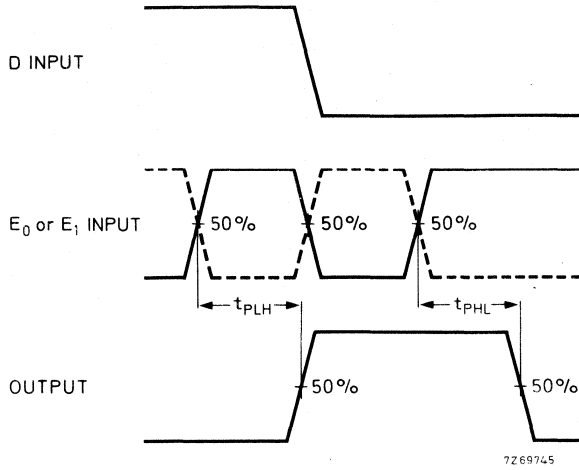 D INPUT
E₀ or E₁ INPUT
50%
50%
50%
tPLH
tPHL
OUTPUT
50%
50%
7Z69745